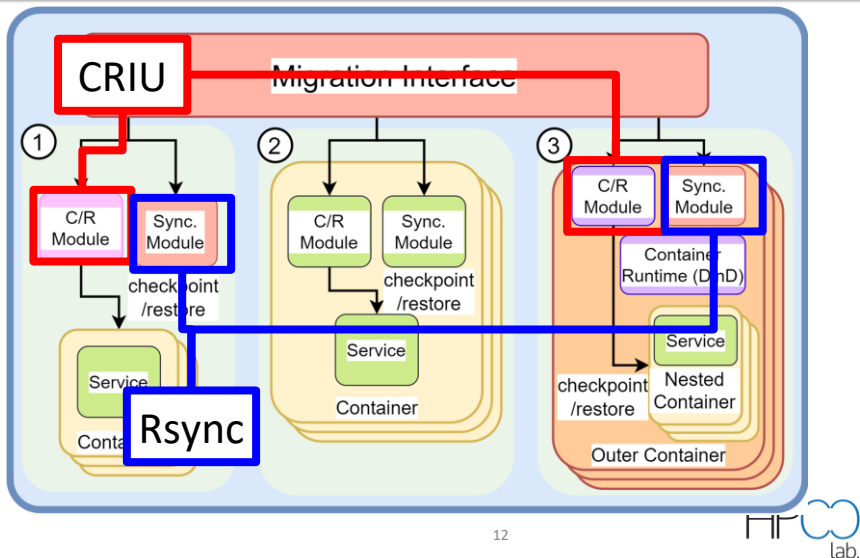 CRIU
Migration Interface
1
2
3
C/R
Module
Sync.
Module
checkpoint
/restore
Service
Rsync
C/R
Module
Sync.
Module
checkpoint
/restore
Service
Container
C/R
Module
Sync.
Module
Container
Runtime (DinD)
Service
checkpoint
/restore
Nested
Container
Outer Container
12
lab.